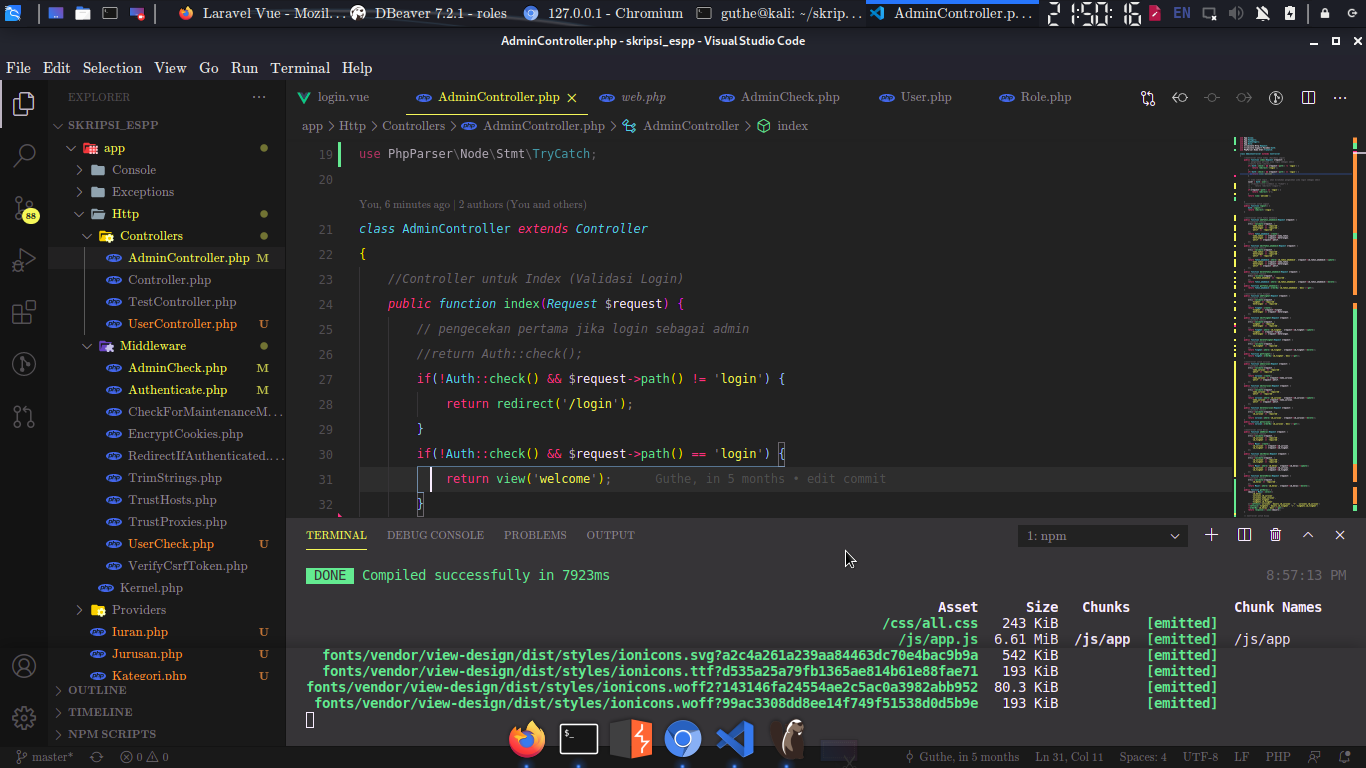 Laravel Vue - Mozil...
DBeaver 7.2.1 - roles
127.0.0.1 - Chromium
guthe@kali: ~/skrip...
AdminController.p...
21:50:16
EN
AdminController.php - skripsi_espp - Visual Studio Code
File Edit Selection View Go Run Terminal Help
EXPLORER
SKRIPSI_ESPP
app
Console
Exceptions
Http
Controllers
AdminController.php M
Controller.php
TestController.php
UserController.php U
Middleware
AdminCheck.php M
Authenticate.php M
CheckForMaintenanceM...
EncryptCookies.php
RedirectIfAuthenticated....
TrimStrings.php
TrustHosts.php
TrustProxies.php
UserCheck.php U
VerifyCsrfToken.php
Kernel.php
Providers
Iuran.php U
Jurusan.php U
Kategori.php U
OUTLINE
TIMELINE
NPM SCRIPTS
88
login.vue
AdminController.php
web.php
AdminCheck.php
User.php
Role.php
app > Http > Controllers > AdminController.php > AdminController > index
19 use PhpParser\Node\Stmt\TryCatch;
20
You, 6 minutes ago | 2 authors (You and others)
21 class AdminController extends Controller
22 {
23 //Controller untuk Index (Validasi Login)
24 public function index(Request $request) {
25 // pengecekan pertama jika login sebagai admin
26 //return Auth::check();
27 if(!Auth::check() && $request->path() != 'login') {
28 return redirect('/login');
29 }
30 if(!Auth::check() && $request->path() == 'login') {
31 return view('welcome'); Guthe, in 5 months • edit commit
32 }
TERMINAL DEBUG CONSOLE PROBLEMS OUTPUT
1: npm
DONE Compiled successfully in 7923ms 8:57:13 PM
Asset Size Chunks Chunk Names
/css/all.css 243 KiB [emitted]
/js/app.js 6.61 MiB /js/app [emitted] /js/app
fonts/vendor/view-design/dist/styles/ionicons.svg?a2c4a261a239aa84463dc70e4bac9b9a 542 KiB [emitted]
fonts/vendor/view-design/dist/styles/ionicons.ttf?d535a25a79fb1365ae814b61e88fae71 193 KiB [emitted]
fonts/vendor/view-design/dist/styles/ionicons.woff2?143146fa24554ae2c5ac0a3982abb952 80.3 KiB [emitted]
fonts/vendor/view-design/dist/styles/ionicons.woff?99ac3308dd8ee14f749f51538d0d5b9e 193 KiB [emitted]
master*
0 0
Guthe, in 5 months
Ln 31, Col 11
Spaces: 4
UTF-8
LF
PHP